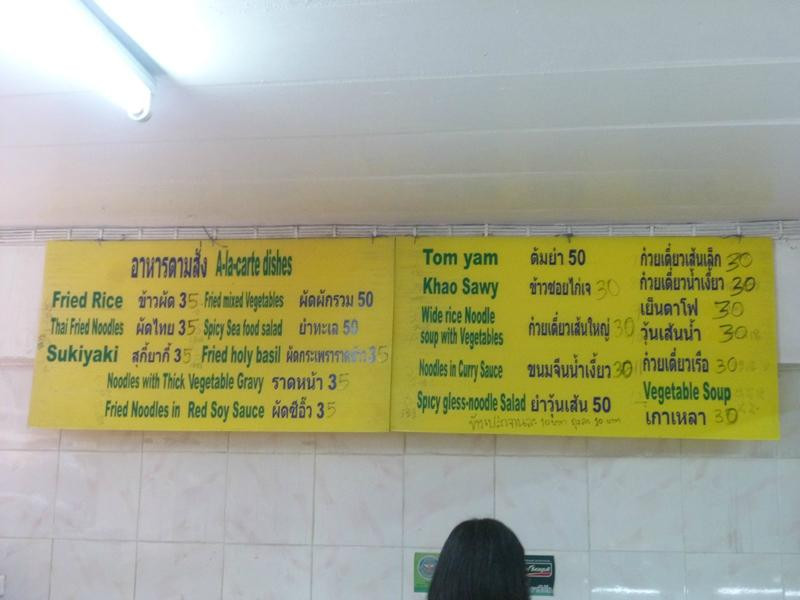 อาหารตามสั่ง A-la-carte dishes
Fried Rice ข้าวผัด 35 Fried mixed Vegetables ผัดผักรวม 50
Thai Fried Noodles ผัดไทย 35 Spicy Sea food salad ยำทะเล 50
Sukiyaki สุกี้ยากี้ 35 Fried holy basil ผัดกระเพราราดข้าว 35
Noodles with Thick Vegetable Gravy ราดหน้า 35
Fried Noodles in Red Soy Sauce ผัดซีอิ๊ว 35
Tom yam ต้มยำ 50
Khao Sawy ข้าวซอยไก่เจ 30
Wide rice Noodle
soup with Vegetables ก๋วยเตี๋ยวเส้นใหญ่ 30
Noodles in Curry Sauce ขนมจีนน้ำเงี้ยว 30
Spicy gless-noodle Salad ยำวุ้นเส้น 50
ก๋วยเตี๋ยวเส้นเล็ก 30
ก๋วยเตี๋ยวน้ำเงี้ยว 30
เย็นตาโฟ 30
วุ้นเส้นน้ำ 30
ก๋วยเตี๋ยวเรือ 30
Vegetable Soup
เกาเหลา 30